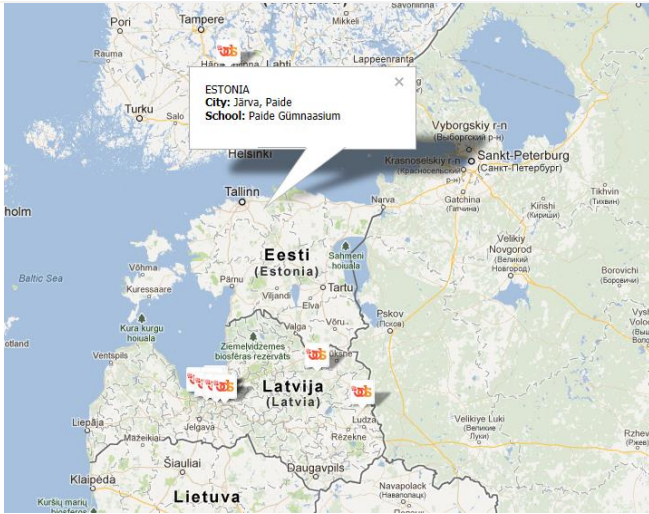 Pori
Tampere
Mikkeli
Savonlinna
Rauma
Lahti
Lappeenranta
ESTONIA
City: Järva, Paide
School: Paide Gümnaasium
×
Turku
Salo
Helsinki
Vyborgskiy r-n
(Выборгский р-н)
Krasnoselskiy r-n
(Красносельский
р-н)
Sankt-Peterburg
(Санкт-Петербург)
Tallinn
Narva
Gatchina
(Гатчина)
Kirishi
(Кириши)
Tikhvin
(Тихвин)
holm
Eesti
(Estonia)
Sahmeni
hoiuala
Velikiy
Novgorod
(Великий
Новгород)
Borovichi
(Боровичи)
Võhma
Baltic Sea
Kuressaare
Pärnu
Viljandi
Tartu
Elva
Kura kurgu
hoiuala
Valga
Võru
Pskov
(Псков)
otland
Ventspils
Ziemeļvidzemes
biosfēras rezervāts
Latvija
(Latvia)
Ludza
Rēzekne
Liepāja
Jelgava
Mažeikiai
Velikiye Luki
(Великие
Луки)
Rzhev
(Ржев)
Šiauliai
Daugavpils
Klaipėda
Lietuva
Navapolack
(Наваполацк)
Kuršių marių
biosferos